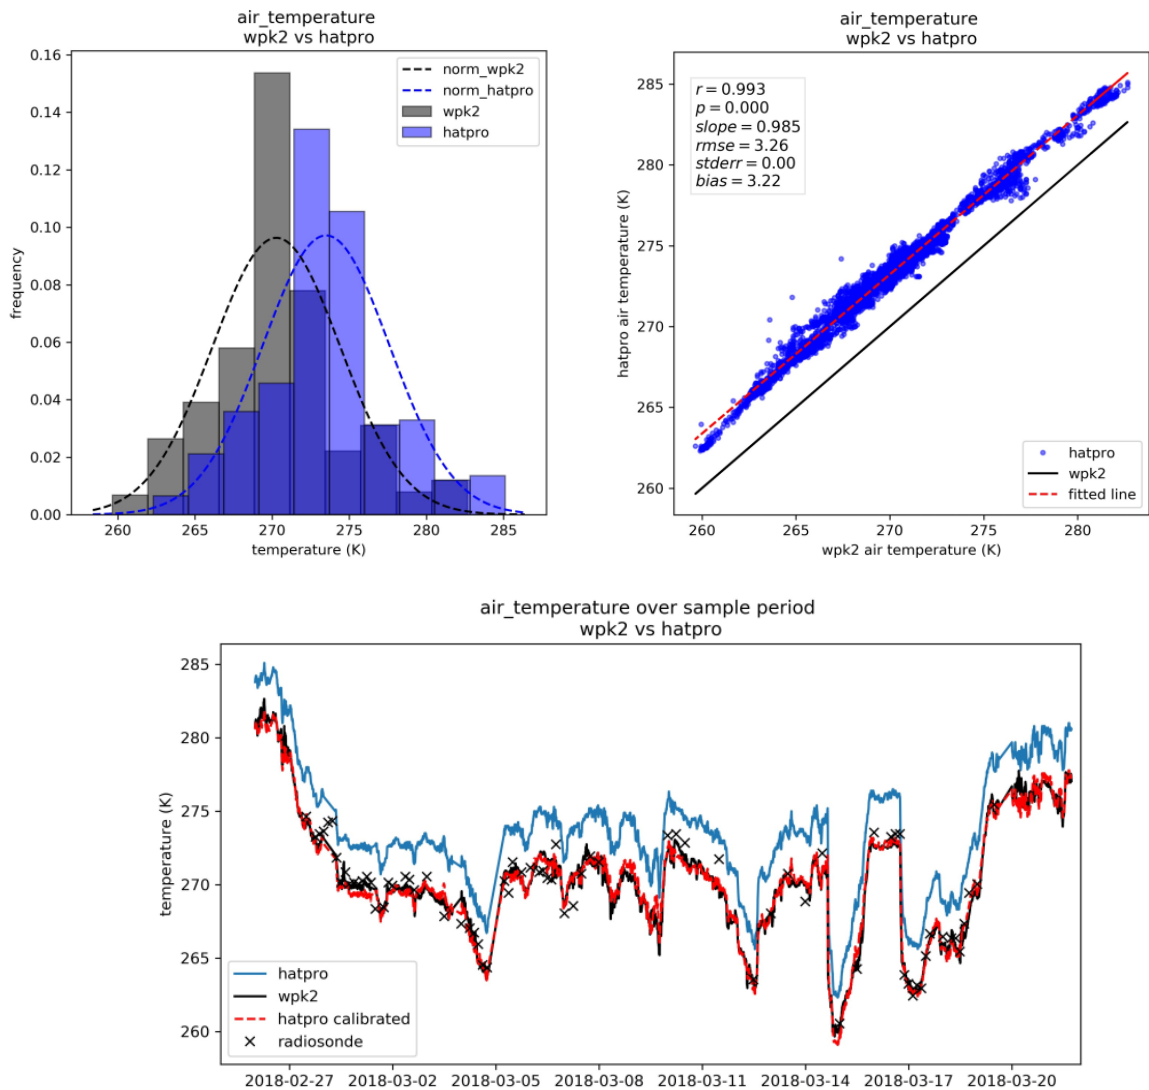 air_temperature
wpk2 vs hatpro
0.16
0.14
0.12
0.10
0.08
0.06
0.04
0.02
0.00
frequency
norm_wpk2
norm_hatpro
wpk2
hatpro
260 265 270 275 280 285
temperature (K)
air_temperature
wpk2 vs hatpro
285
280
275
270
265
260
hatpro air temperature (K)
r = 0.993
p = 0.000
slope = 0.985
rmse = 3.26
stderr = 0.00
bias = 3.22
hatpro
wpk2
fitted line
260 265 270 275 280
wpk2 air temperature (K)
air_temperature over sample period
wpk2 vs hatpro
285
280
275
270
265
260
temperature (K)
hatpro
wpk2
hatpro calibrated
radiosonde
2018-02-27 2018-03-02 2018-03-05 2018-03-08 2018-03-11 2018-03-14 2018-03-17 2018-03-20